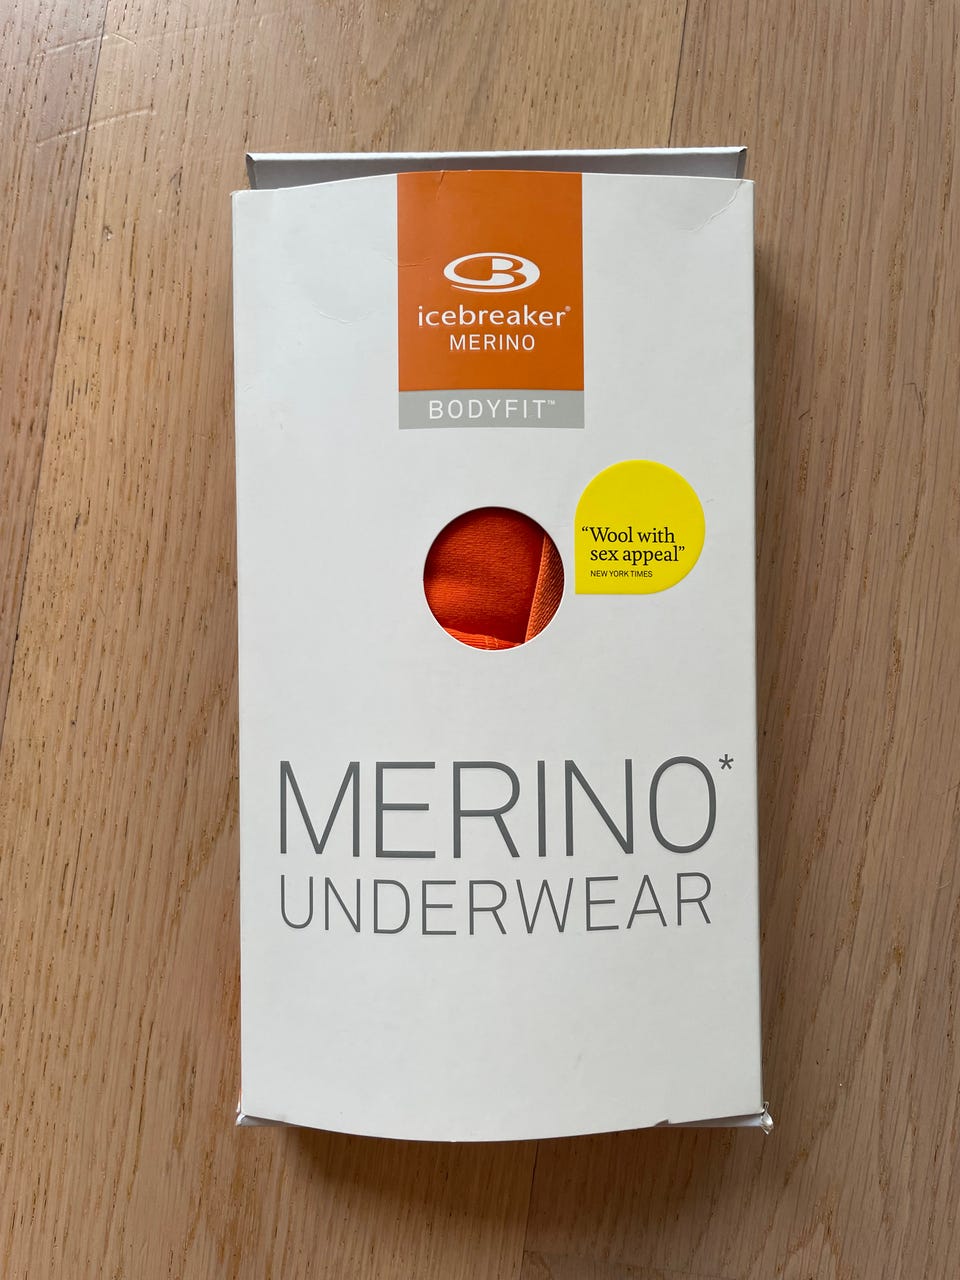 icebreaker®
MERINO
BODYFIT™
“Wool with
sex appeal”
NEW YORK TIMES
MERINO*
UNDERWEAR